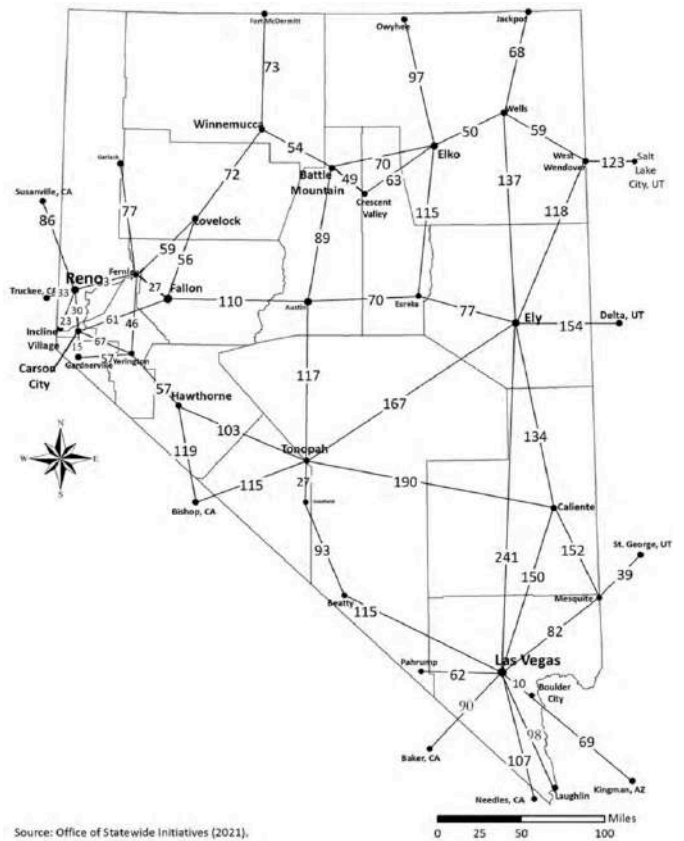 Fort McDermitt
Owyhee
Jackpot
73
97
68
Winnemucca
Wells
50
59
54
Elko
70
Battle
Mountain
West
Wendover
123
Salt
Lake
City, UT
Gerlach
72
49
63
Crescent
Valley
137
Susanville, CA
77
Lovelock
115
118
86
89
59
56
Reno
Fernley
33
27
Fallon
Truckee, CA
33
30
110
Austin
70
Eureka
77
Ely
154
Delta, UT
23
61
46
Incline
Village
67
15
57
Yerington
Gardnerville
Carson
City
57
117
Hawthorne
167
N
W
E
S
103
134
119
Tonopah
115
27
190
Bishop, CA
Goldfield
Caliente
93
241
152
St. George, UT
150
39
Beatty
115
Mesquite
82
Las Vegas
Pahrump
62
10
Boulder
City
90
69
98
Baker, CA
107
Laughlin
Kingman, AZ
Needles, CA
Miles
0
25
50
100
Source: Office of Statewide Initiatives (2021).